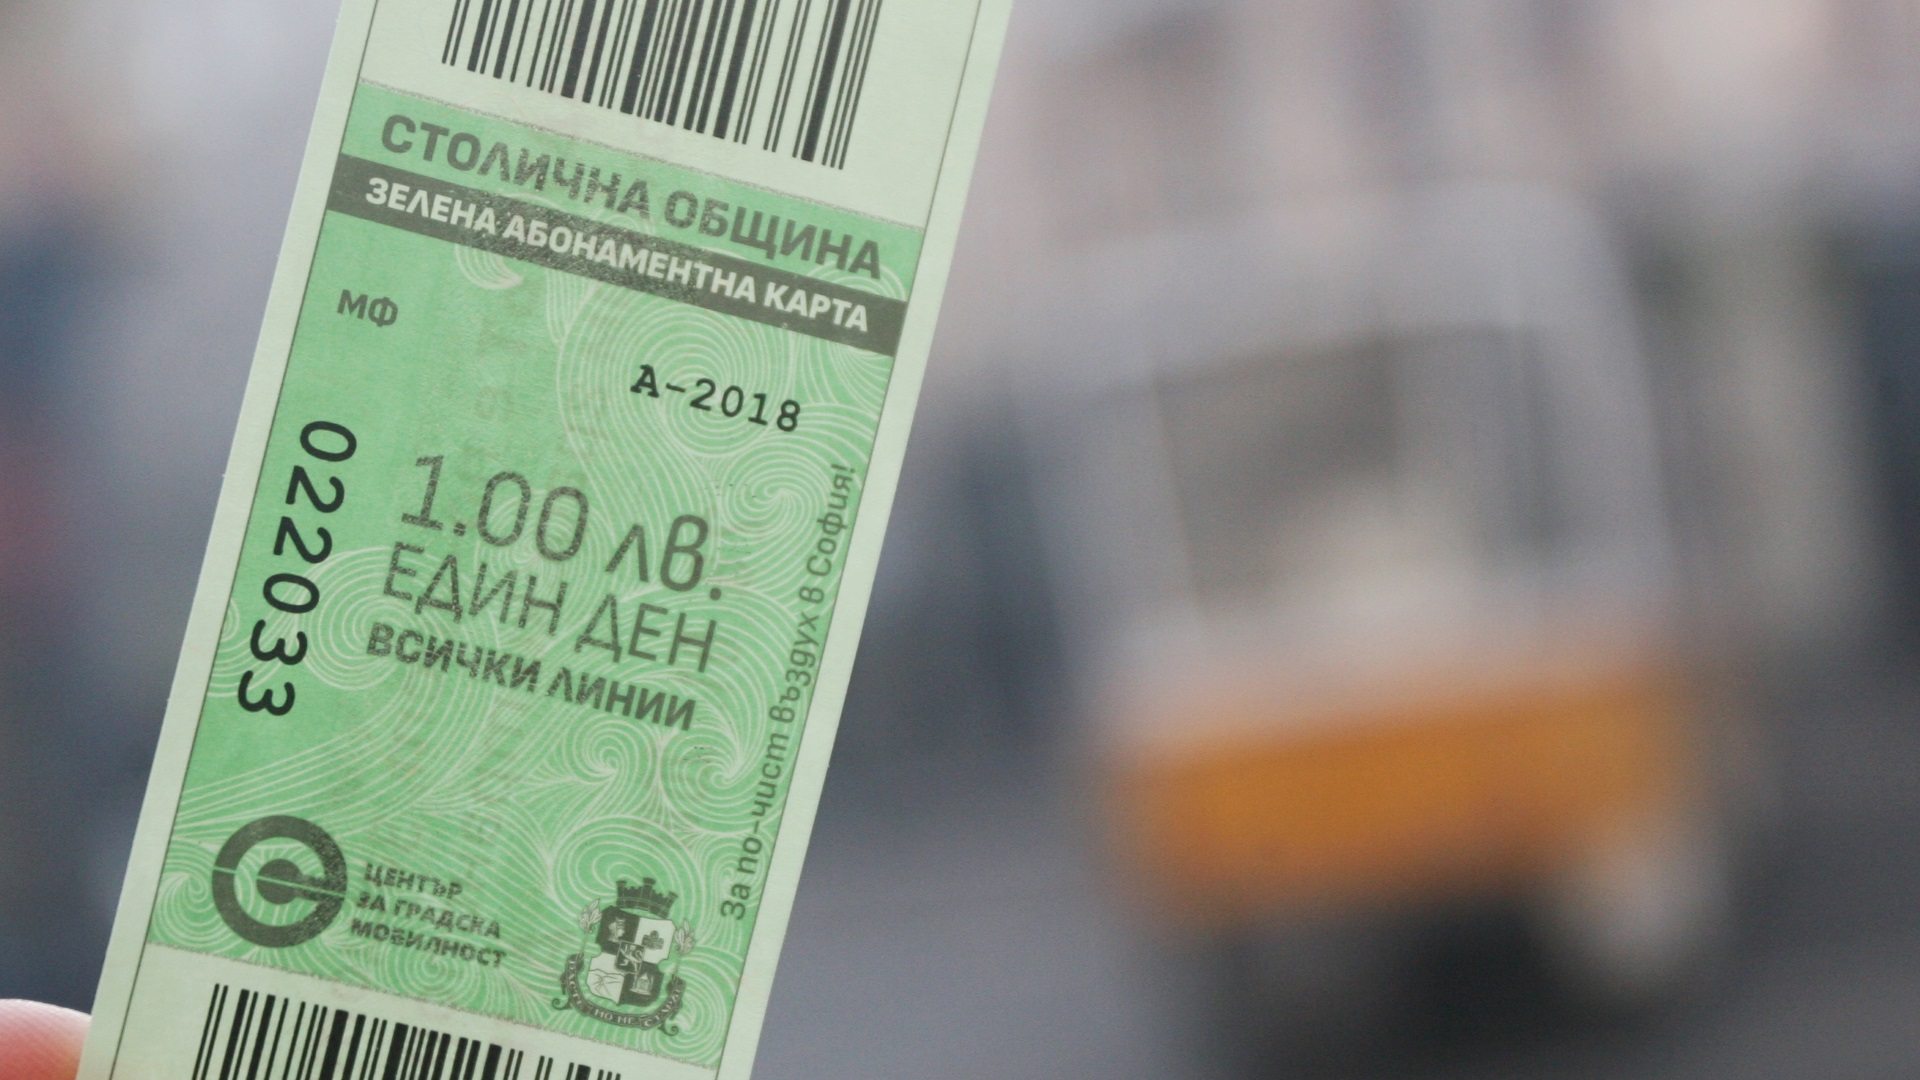 СТОЛИЧНА ОБЩИНА
ЗЕЛЕНА АБОНАМЕНТНА КАРТА
МФ
А-2018
022033
1.00 лв.
ЕДИН ДЕН
ВСИЧКИ ЛИНИИ
За по-чист въздух в София!
ЦЕНТЪР
ЗА ГРАДСКА
МОБИЛНОСТ